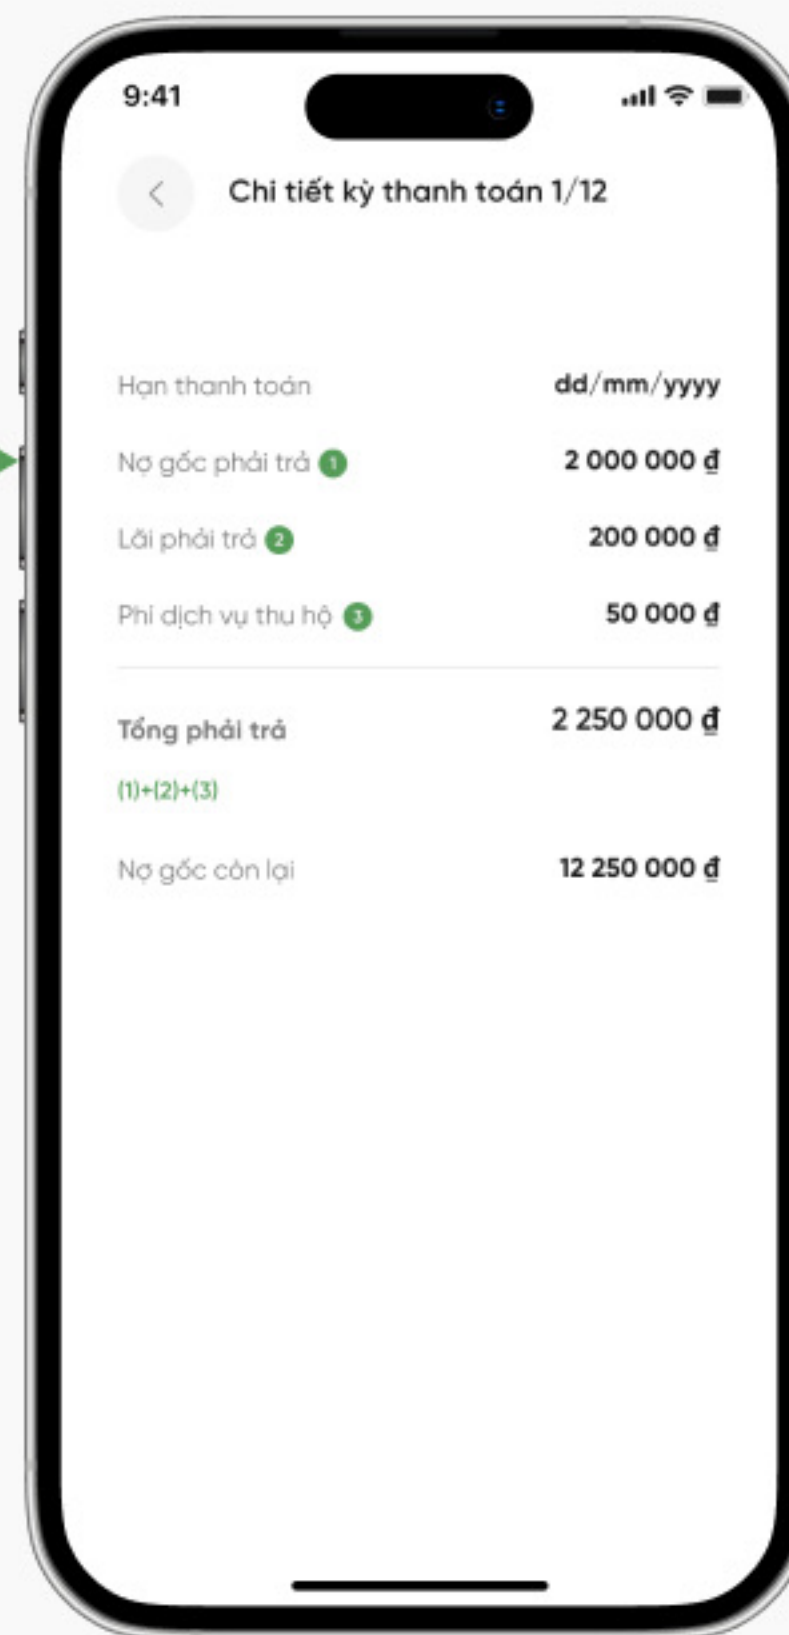 9:41
Chi tiết kỳ thanh toán 1/12
Hạn thanh toán dd/mm/yyyy
Nợ gốc phải trả 1 2 000 000 ₫
Lãi phải trả 2 200 000 ₫
Phí dịch vụ thu hộ 3 50 000 ₫
Tổng phải trả 2 250 000 ₫
(1)+(2)+(3)
Nợ gốc còn lại 12 250 000 ₫